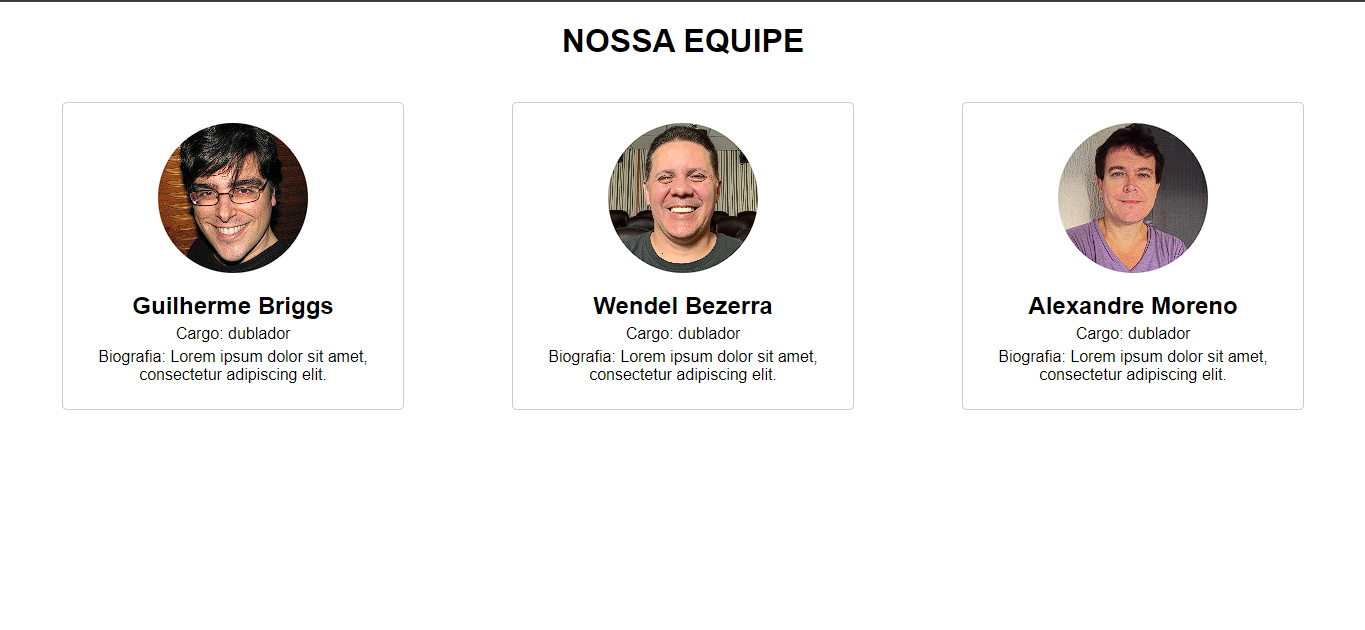 NOSSA EQUIPE
Guilherme Briggs
Cargo: dublador
Biografia: Lorem ipsum dolor sit amet,
consectetur adipiscing elit.
Wendel Bezerra
Cargo: dublador
Biografia: Lorem ipsum dolor sit amet,
consectetur adipiscing elit.
Alexandre Moreno
Cargo: dublador
Biografia: Lorem ipsum dolor sit amet,
consectetur adipiscing elit.